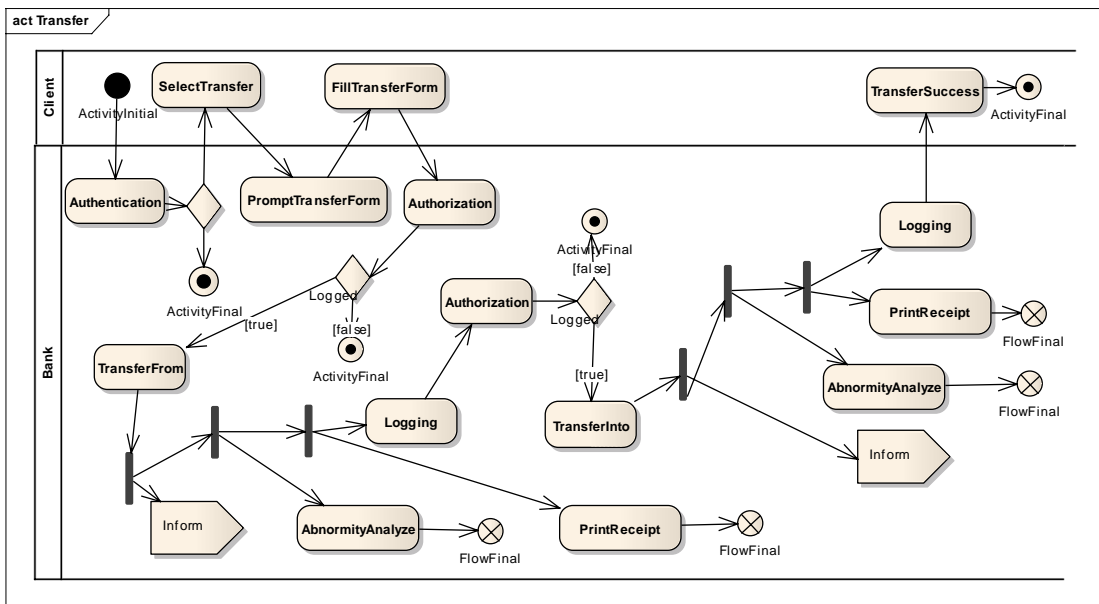 act Transfer
Client
SelectTransfer
FillTransferForm
TransferSuccess
ActivityInitial
ActivityFinal
Bank
Authentication
PromptTransferForm
Authorization
Logging
ActivityFinal
[false]
Logged
ActivityFinal
Authorization
Logged
PrintReceipt
[true]
[false]
FlowFinal
TransferFrom
ActivityFinal
[true]
AbnormityAnalyze
FlowFinal
Logging
TransferInto
Inform
Inform
AbnormityAnalyze
PrintReceipt
FlowFinal
FlowFinal